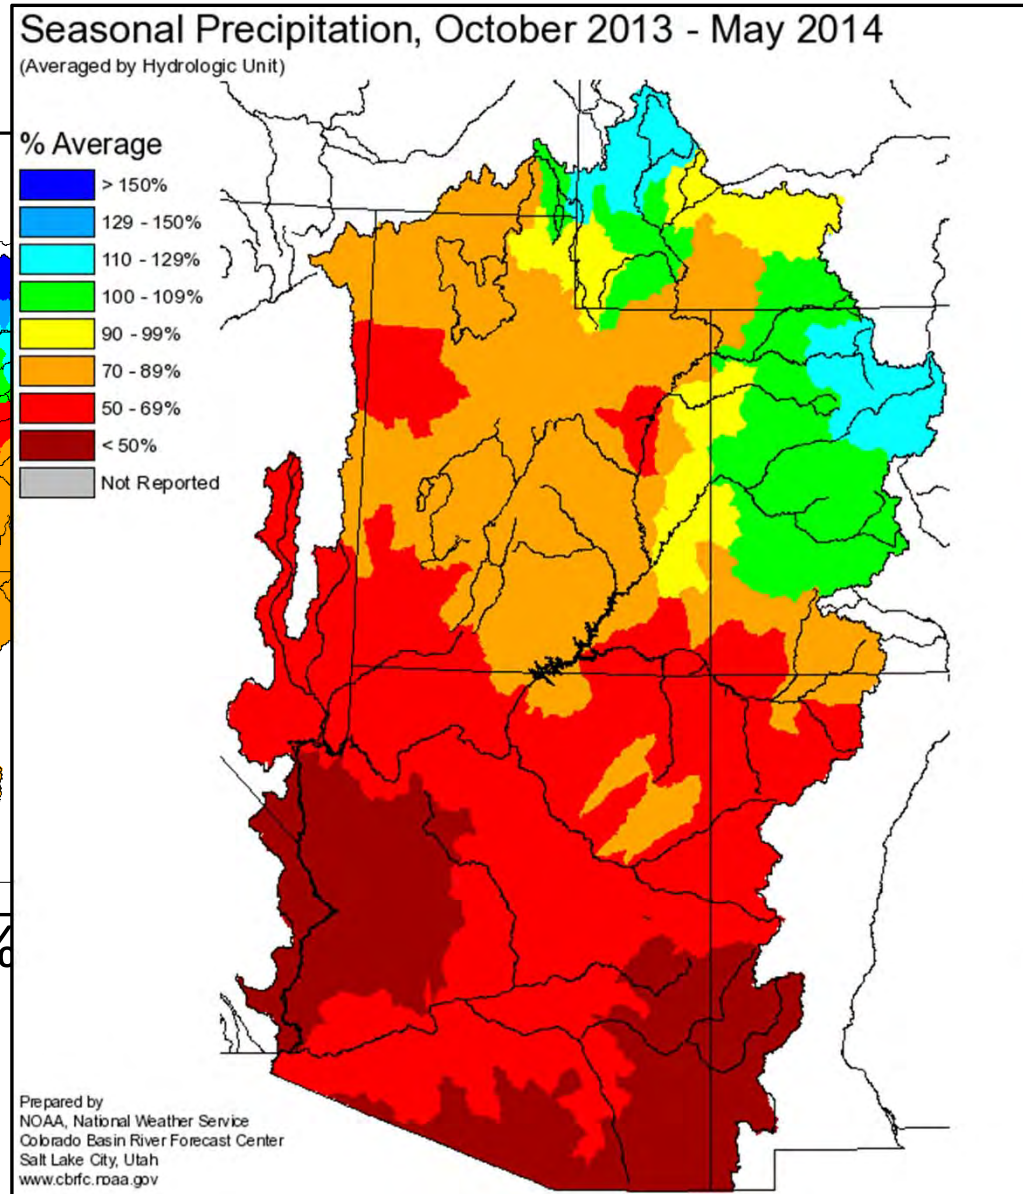 Seasonal Precipitation, October 2013 - May 2014
(Averaged by Hydrologic Unit)
% Average
> 150%
129 - 150%
110 - 129%
100 - 109%
90 - 99%
70 - 89%
50 - 69%
< 50%
Not Reported
%
Prepared by
NOAA, National Weather Service
Colorado Basin River Forecast Center
Salt Lake City, Utah
www.cbrfc.noaa.gov